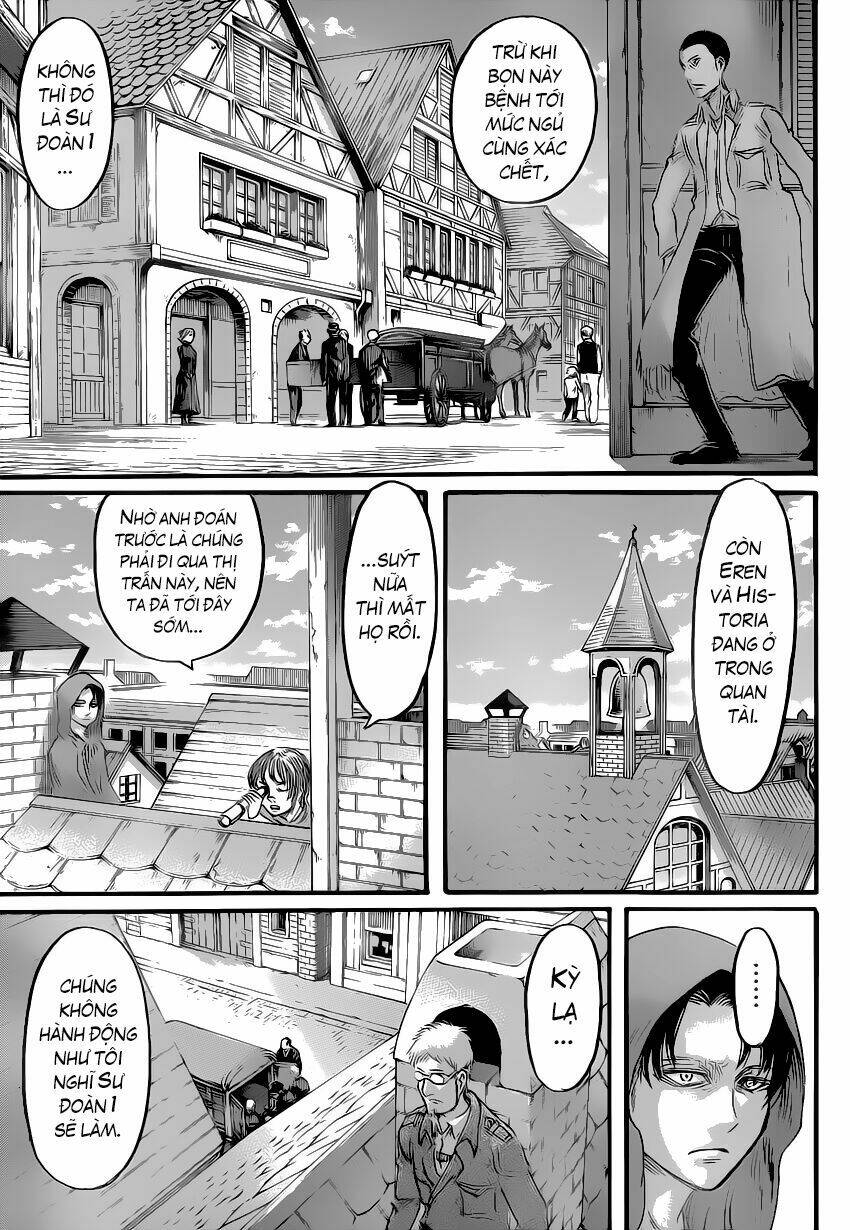 TRỪ KHI
BỌN NÀY
BỆNH TỚI
MỨC NGỦ
CÙNG XÁC
CHẾT,
KHÔNG
THÌ ĐÓ
LÀ SƯ
ĐOÀN 1
...
CÒN
EREN
VÀ HIS-
TORIA
ĐANG Ở
TRONG
QUAN
TÀI.
...SUÝT
NỮA
THÌ MẤT
HỌ RỒI.
NHỜ ANH ĐOÁN
TRƯỚC LÀ CHÚNG
PHẢI ĐI QUA THỊ
TRẤN NÀY, NÊN
TA ĐÃ TỚI ĐÂY
SỚM...
......
KỲ
LẠ
...
CHÚNG
KHÔNG
HÀNH ĐỘNG
NHƯ TÔI
NGHĨ SƯ
ĐOÀN 1
SẼ LÀM.